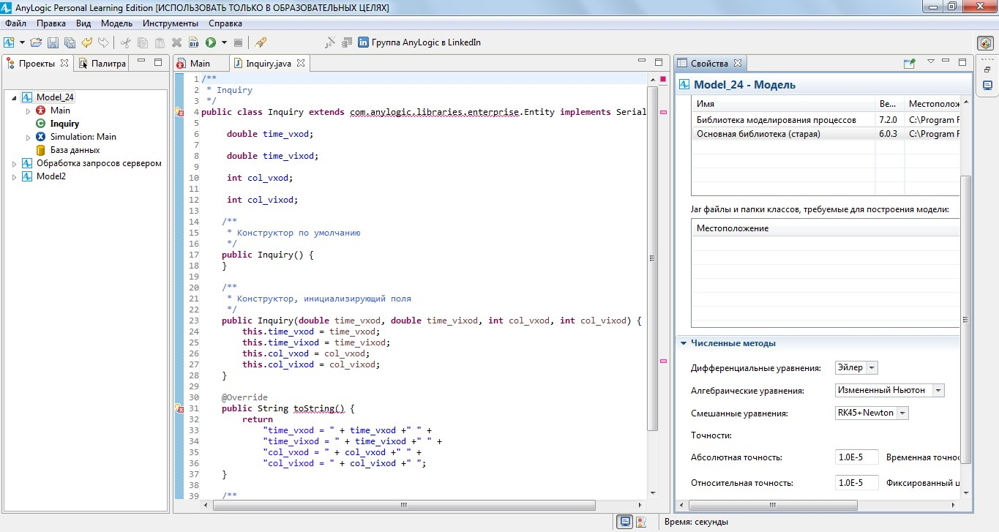 AnyLogic Personal Learning Edition [ИСПОЛЬЗОВАТЬ ТОЛЬКО В ОБРАЗОВАТЕЛЬНЫХ ЦЕЛЯХ]
Файл Правка Вид Модель Инструменты Справка
Группа AnyLogic в LinkedIn
Проекты Палитра
Model_24
Main
Inquiry
Simulation: Main
База данных
Обработка запросов сервером
Model2
Main Inquiry.java
1 /**
2 * Inquiry
3 */
4 public class Inquiry extends com.anylogic.libraries.enterprise.Entity implements Serial
5
6 double time_vxod;
7
8 double time_vixod;
9
10 int col_vxod;
11
12 int col_vixod;
13
14 /**
15 * Конструктор по умолчанию
16 */
17 public Inquiry() {
18 }
19
20 /**
21 * Конструктор, инициализирующий поля
22 */
23 public Inquiry(double time_vxod, double time_vixod, int col_vxod, int col_vixod) {
24 this.time_vxod = time_vxod;
25 this.time_vixod = time_vixod;
26 this.col_vxod = col_vxod;
27 this.col_vixod = col_vixod;
28 }
29
30 @Override
31 public String toString() {
32 return
33 "time_vxod = " + time_vxod +" " +
34 "time_vixod = " + time_vixod +" " +
35 "col_vxod = " + col_vxod +" " +
36 "col_vixod = " + col_vixod +" ";
37 }
38
39 /**
Свойства
Model_24 - Модель
Имя Ве... Местополож
Библиотека моделирования процессов 7.2.0 C:\Program F
Основная библиотека (старая) 6.0.3 C:\Program F
Jar файлы и папки классов, требуемые для построения модели:
Местоположение
Численные методы
Дифференциальные уравнения: Эйлер
Алгебраические уравнения: Измененный Ньютон
Смешанные уравнения: RK45+Newton
Точности:
Абсолютная точность: 1.0E-5 Временная точнос
Относительная точность: 1.0E-5 Фиксированный ц
Время: секунды